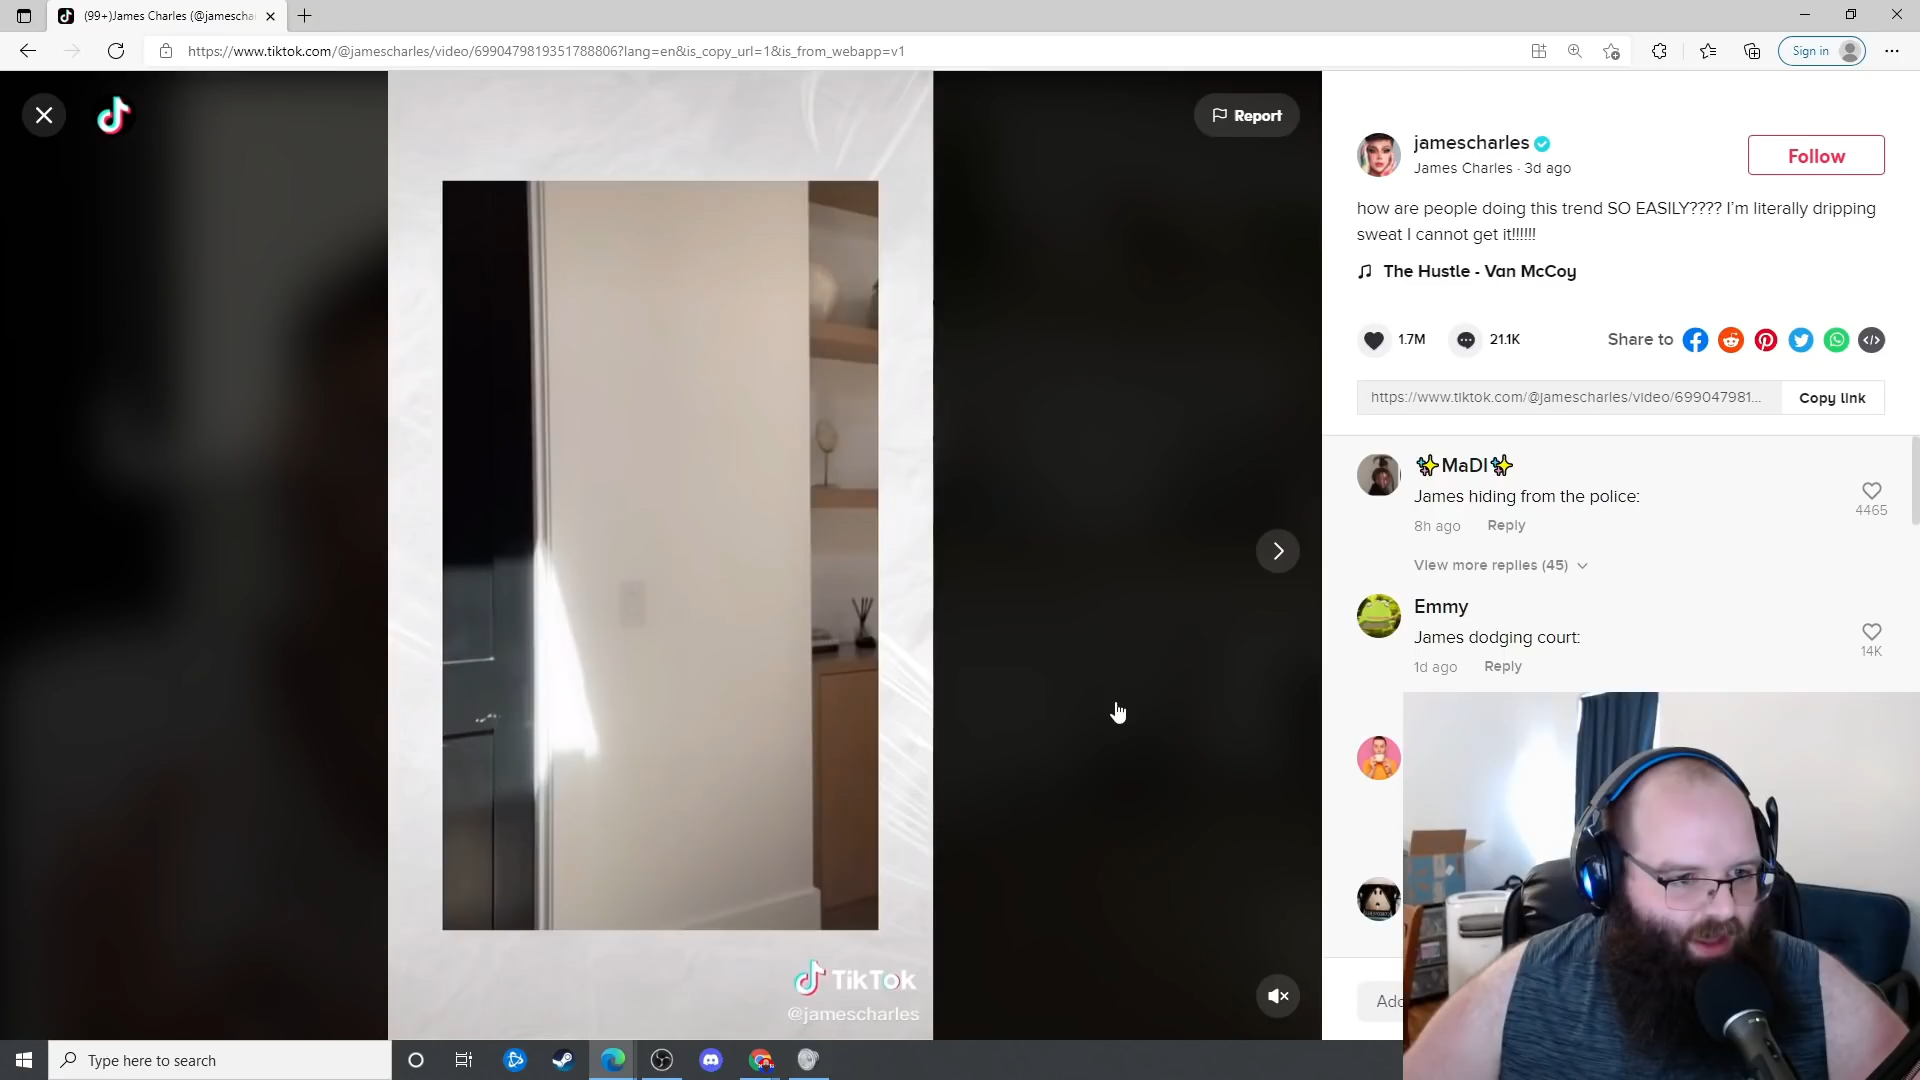 (99+)James Charles (@jamescha
https://www.tiktok.com/@jamescharles/video/6990479819351788806?lang=en&is_copy_url=1&is_from_webapp=v1
Sign in
Report
jamescharles
James Charles · 3d ago
Follow
how are people doing this trend SO EASILY???? I'm literally dripping
sweat I cannot get it!!!!!!
The Hustle - Van McCoy
1.7M
21.1K
Share to
https://www.tiktok.com/@jamescharles/video/699047981...
Copy link
✨MaDI✨
James hiding from the police:
8h ago
Reply
4465
View more replies (45)
Emmy
James dodging court:
1d ago
Reply
14K
TikTok
@jamescharles
Type here to search